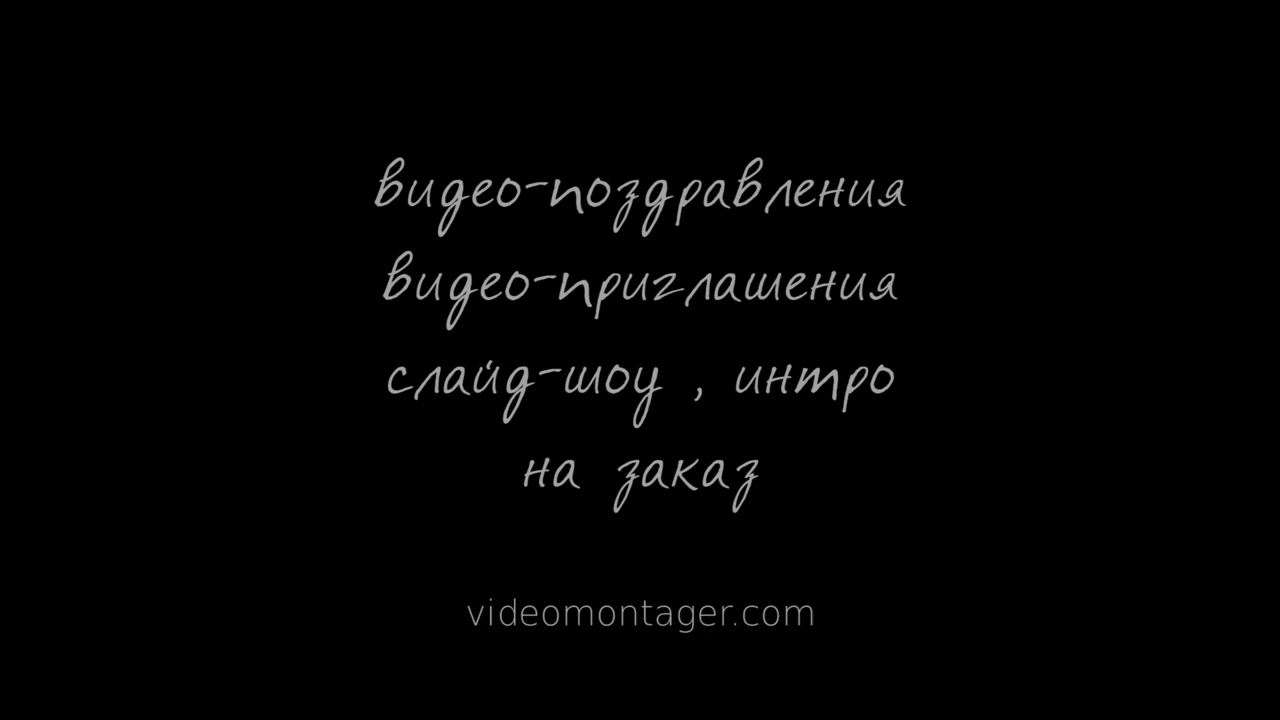 видео-поздравления
видео-приглашения
слайд-шоу , интро
на заказ
videomontager.com